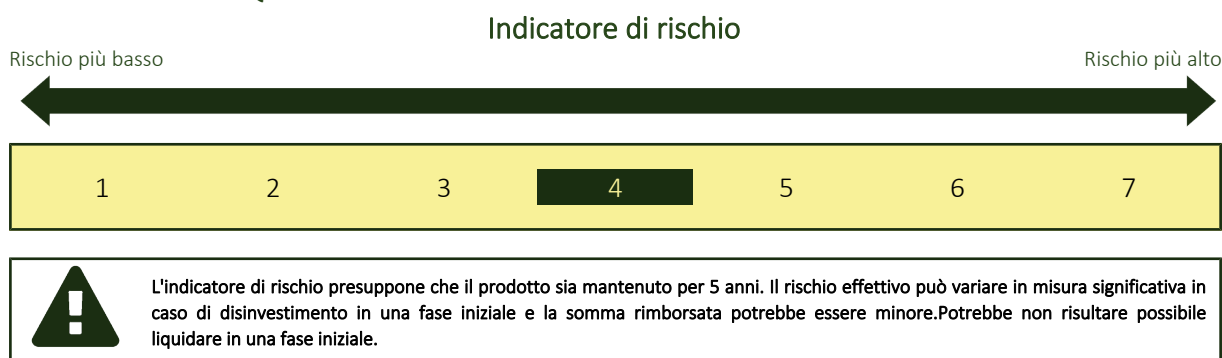 Indicatore di rischio
Rischio più basso
Rischio più alto
1 2 3 4 5 6 7
L'indicatore di rischio presuppone che il prodotto sia mantenuto per 5 anni. Il rischio effettivo può variare in misura significativa in
caso di disinvestimento in una fase iniziale e la somma rimborsata potrebbe essere minore.Potrebbe non risultare possibile
liquidare in una fase iniziale.